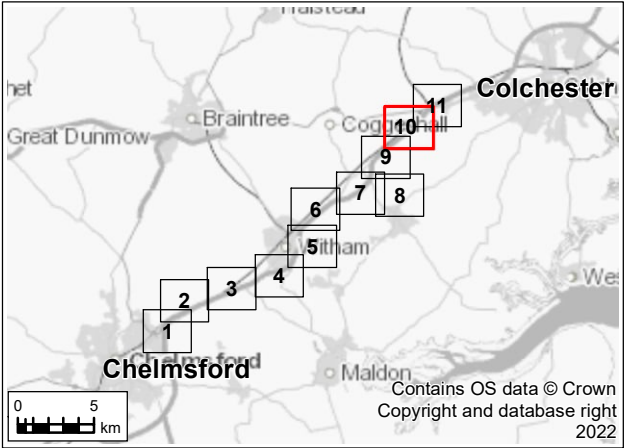 Halstead
Colchester
11
Braintree
Coggeshall
10
Great Dunmow
9
7
8
6
Witham
5
4
3
2
1
Chelmsford
Chelmsford
Maldon
0 5
km
Contains OS data © Crown
Copyright and database right
2022